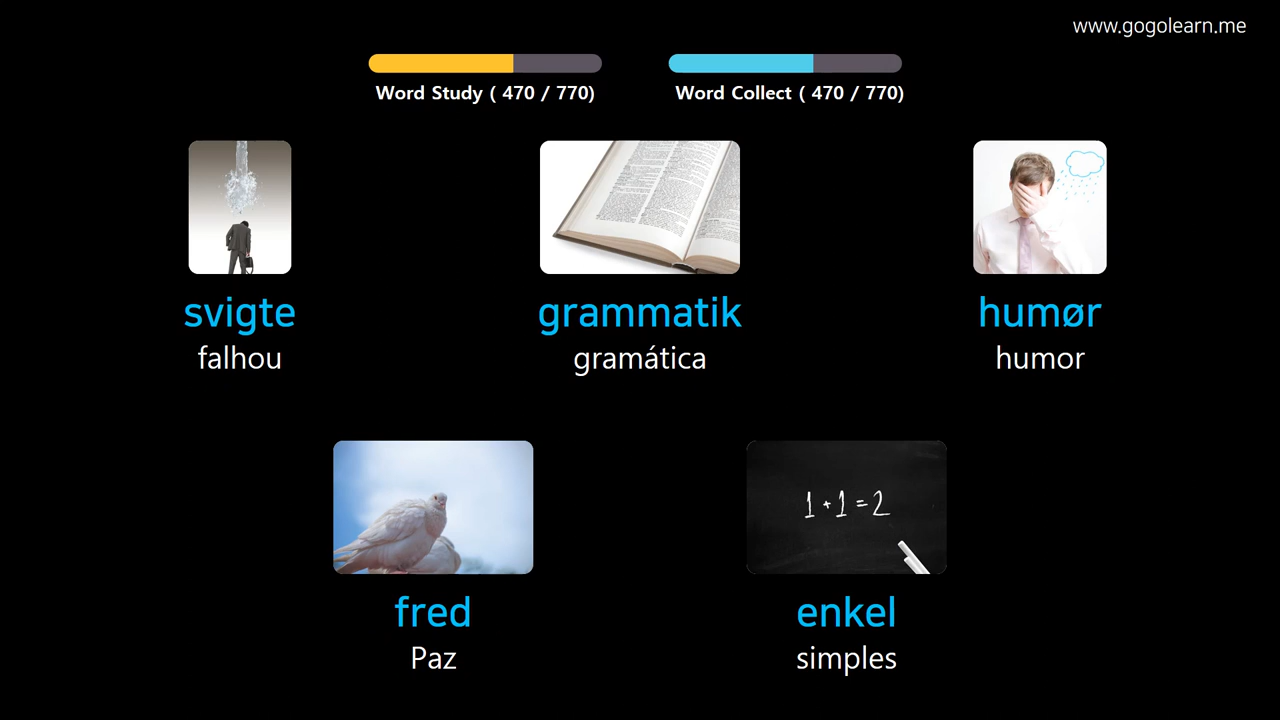 www.gogolearn.me
Word Study ( 470 / 770)
Word Collect ( 470 / 770)
svigte
falhou
grammatik
gramática
humør
humor
1+1=2
fred
Paz
enkel
simples